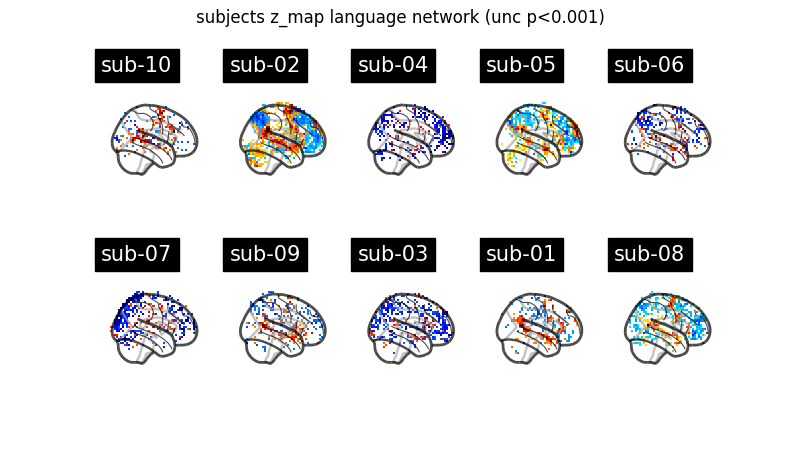 subjects z_map language network (unc p<0.001)
sub-10 sub-02 sub-04 sub-05 sub-06
sub-07 sub-09 sub-03 sub-01 sub-08